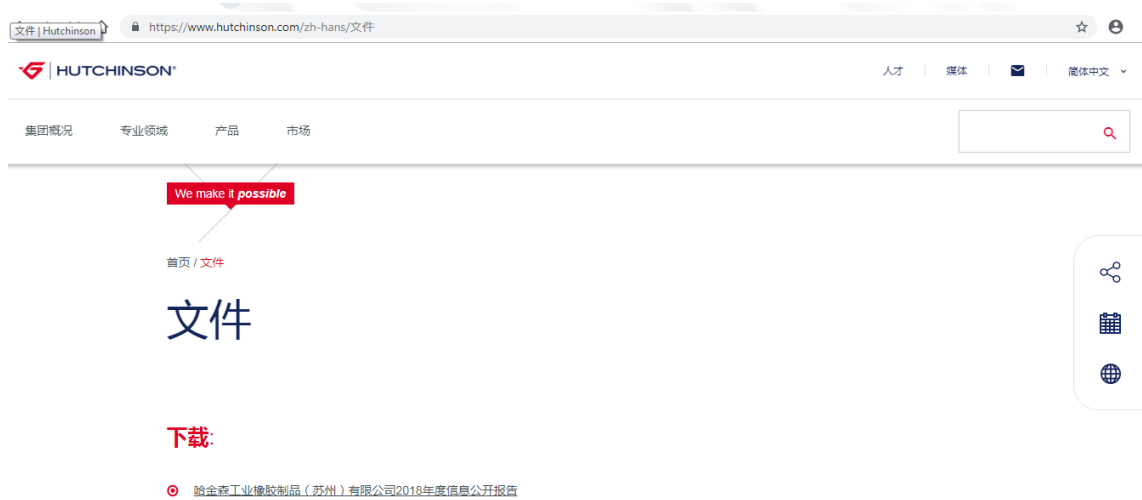 文件 | Hutchinson
https://www.hutchinson.com/zh-hans/文件
HUTCHINSON®
人才
媒体
简体中文
集团概况
专业领域
产品
市场
We make it possible
首页 / 文件
文件
下载:
哈金森工业橡胶制品（苏州）有限公司2018年度信息公开报告